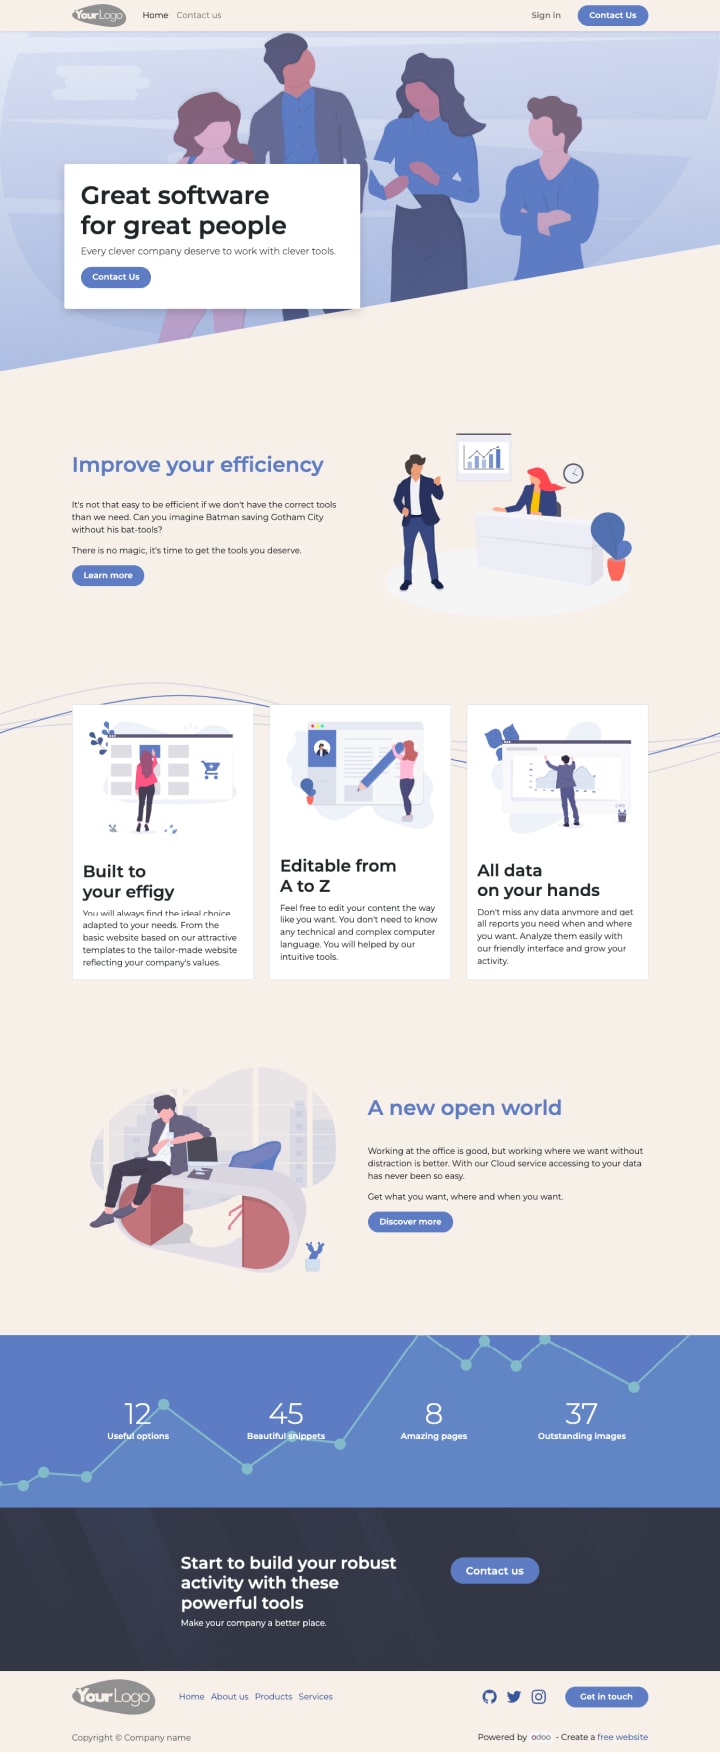 YourLogo Home Contact us Sign in Contact Us
Great software
for great people
Every clever company deserve to work with clever tools.
Contact Us
Improve your efficiency
It's not that easy to be efficient if we don't have the correct tools
than we need. Can you imagine Batman saving Gotham City
without his bat-tools?
There is no magic, it's time to get the tools you deserve.
Learn more
Built to
your effigy
You will always find the ideal choice
adapted to your needs. From the
basic website based on our attractive
templates to the tailor-made website
reflecting your company's values.
Editable from
A to Z
Feel free to edit your content the way
like you want. You don't need to know
any technical and complex computer
language. You will helped by our
intuitive tools.
All data
on your hands
Don't miss any data anymore and get
all reports you need when and where
you want. Analyze them easily with
our friendly interface and grow your
activity.
A new open world
Working at the office is good, but working where we want without
distraction is better. With our Cloud service accessing to your data
has never been so easy.
Get what you want, where and when you want.
Discover more
12 45 8 37
Useful options Beautiful snippets Amazing pages Outstanding images
Start to build your robust
activity with these
powerful tools
Make your company a better place.
Contact us
YourLogo Home About us Products Services Get in touch
Copyright © Company name Powered by odoo - Create a free website